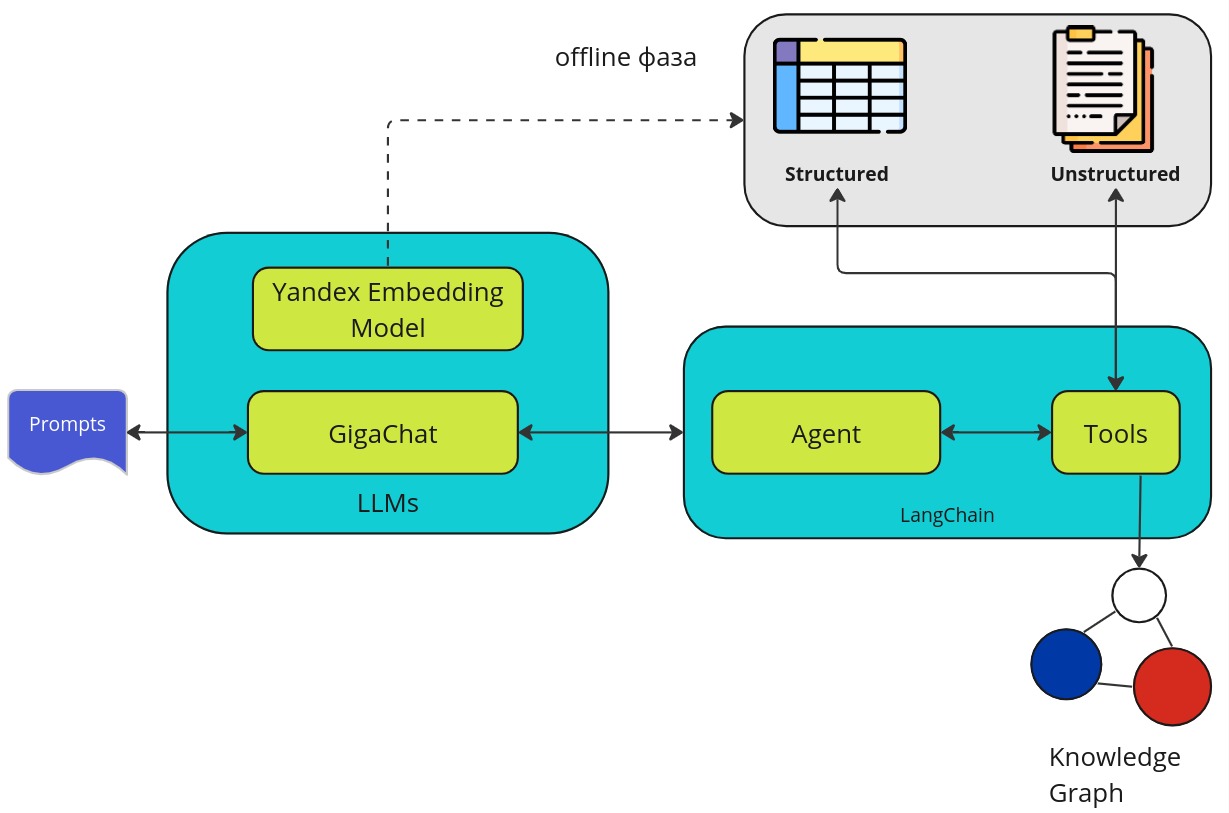 offline фаза
Structured
Unstructured
Yandex Embedding
Model
Prompts
GigaChat
LLMs
Agent
Tools
LangChain
Knowledge
Graph